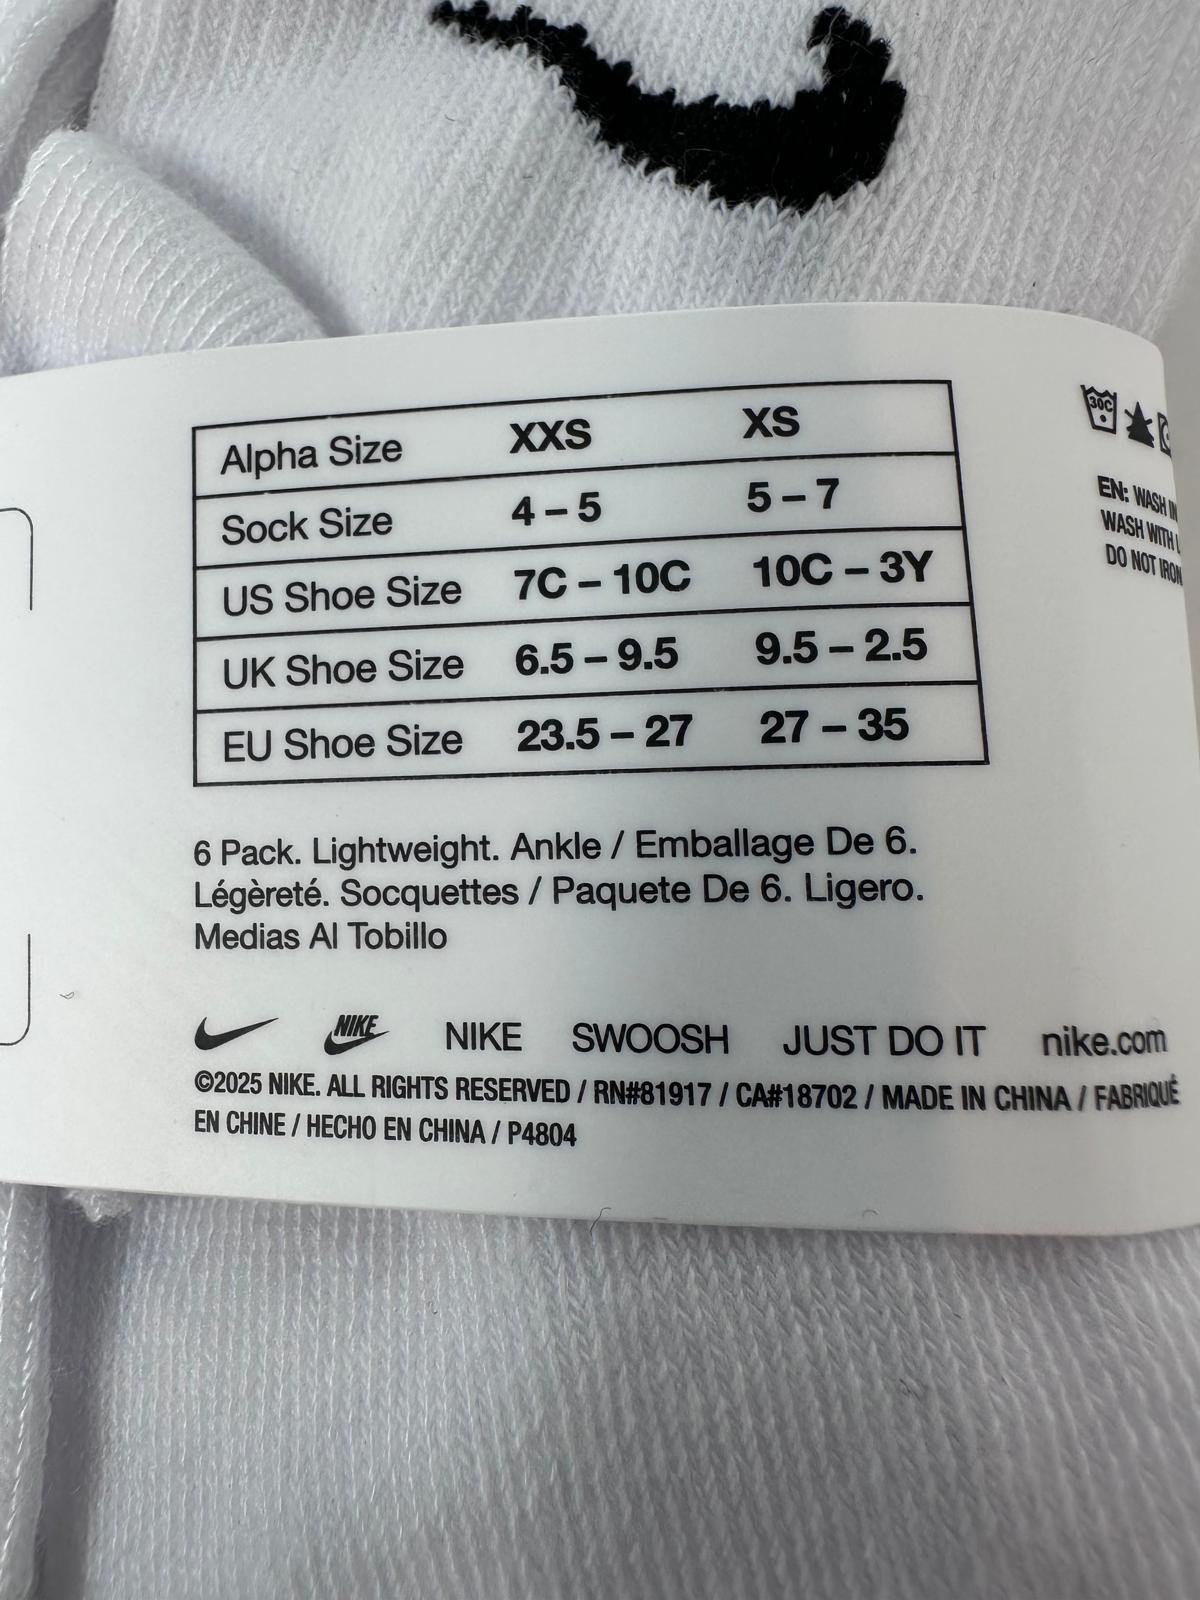 Alpha Size XXS XS
Sock Size 4 – 5 5 – 7
US Shoe Size 7C – 10C 10C – 3Y
UK Shoe Size 6.5 – 9.5 9.5 – 2.5
EU Shoe Size 23.5 – 27 27 – 35
30C
EN: WASH IN
WASH WITH
DO NOT IRON
6 Pack. Lightweight. Ankle / Emballage De 6.
Légèreté. Socquettes / Paquete De 6. Ligero.
Medias Al Tobillo
NIKE NIKE SWOOSH JUST DO IT nike.com
©2025 NIKE. ALL RIGHTS RESERVED / RN#81917 / CA#18702 / MADE IN CHINA / FABRIQUÉ
EN CHINE / HECHO EN CHINA / P4804